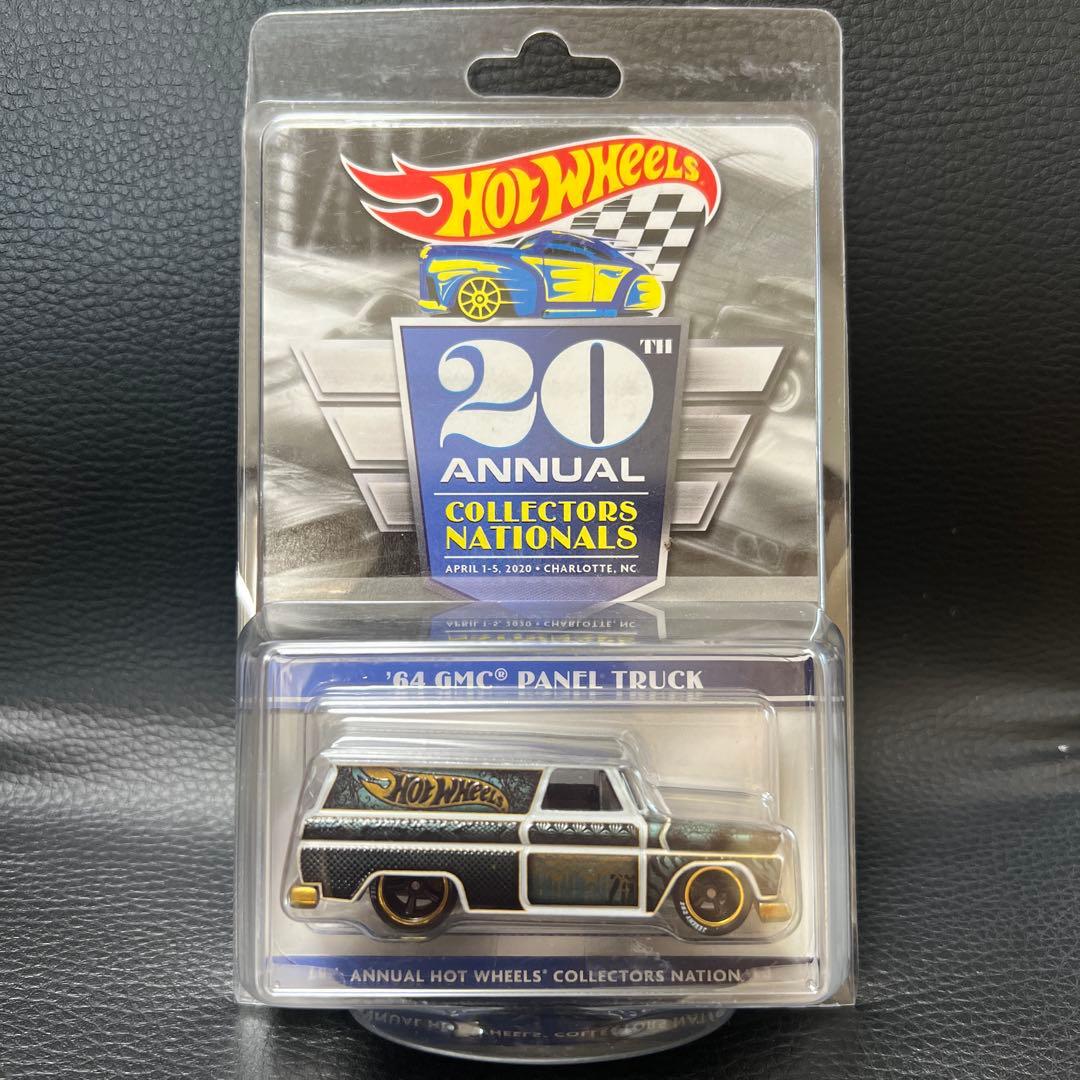 HOT WHEELS
20TH
ANNUAL
COLLECTORS
NATIONALS
APRIL 1-5, 2020 • CHARLOTTE, NC
'64 GMC® PANEL TRUCK
HOT WHEELS
ANNUAL HOT WHEELS® COLLECTORS NATION